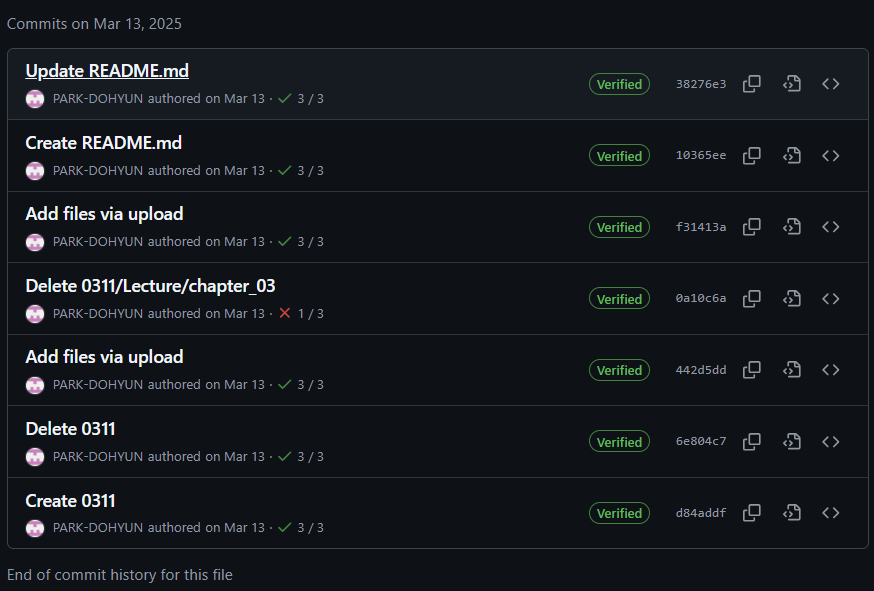 Commits on Mar 13, 2025
Update README.md
PARK-DOHYUN authored on Mar 13 · ✓ 3 / 3
Verified
38276e3
Create README.md
PARK-DOHYUN authored on Mar 13 · ✓ 3 / 3
Verified
10365ee
Add files via upload
PARK-DOHYUN authored on Mar 13 · ✓ 3 / 3
Verified
f31413a
Delete 0311/Lecture/chapter_03
PARK-DOHYUN authored on Mar 13 · ✕ 1 / 3
Verified
0a10c6a
Add files via upload
PARK-DOHYUN authored on Mar 13 · ✓ 3 / 3
Verified
442d5dd
Delete 0311
PARK-DOHYUN authored on Mar 13 · ✓ 3 / 3
Verified
6e804c7
Create 0311
PARK-DOHYUN authored on Mar 13 · ✓ 3 / 3
Verified
d84addf
End of commit history for this file